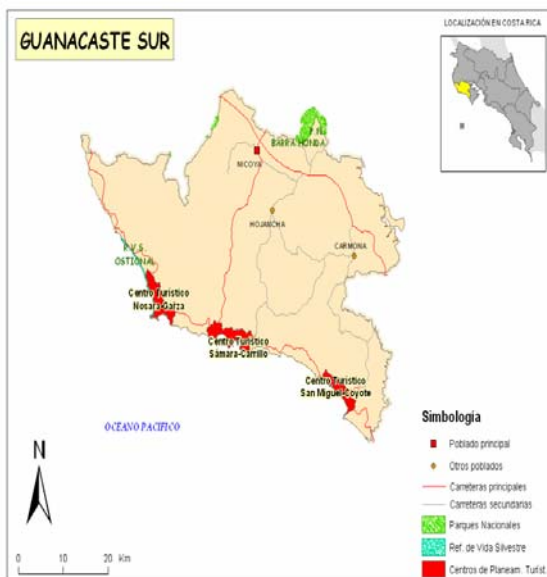 GUANACASTE SUR
LOCALIZACIÓN EN COSTA RICA
P.N.
BARRA HONDA
NICOYA
HOJANCHA
CARMONA
R.V.S.
OSTIONAL
Centro Turístico
Nosara-Garza
Centro Turístico
Sámara-Carrillo
Centro Turístico
San Miguel-Coyote
OCEANO PACIFICO
N
0 10 20 Km
Simbología
Poblado principal
Otros poblados
Carreteras principales
Carreteras secundarias
Parques Nacionales
Ref. de Vida Silvestre
Centros de Planeam. Turist